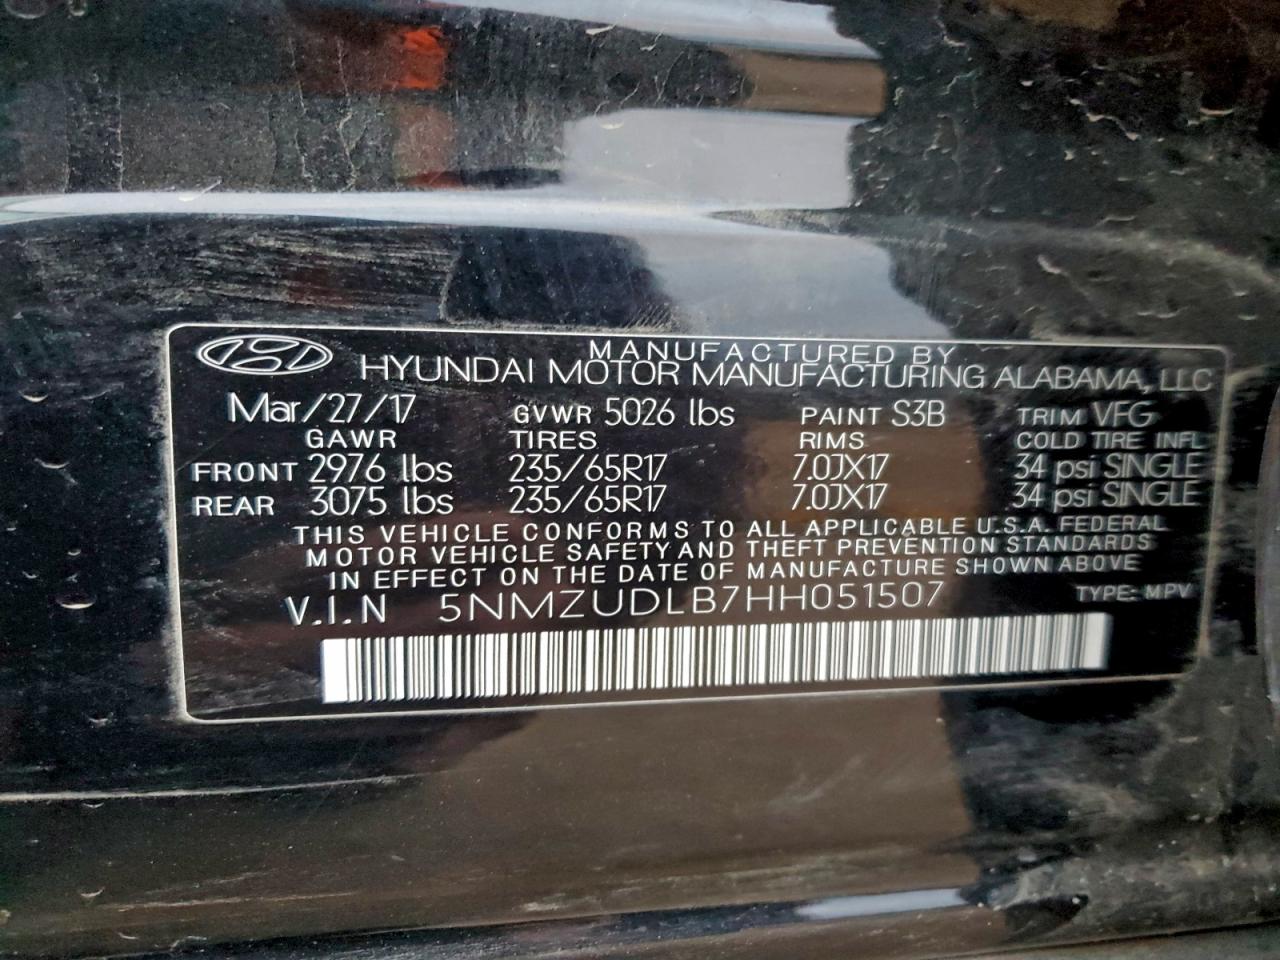 MANUFACTURED BY
HYUNDAI MOTOR MANUFACTURING ALABAMA, LLC
Mar/27/17 GVWR 5026 lbs PAINT S3B TRIM VFG
GAWR TIRES RIMS COLD TIRE INFL
FRONT 2976 lbs 235/65R17 7.0JX17 34 psi SINGLE
REAR 3075 lbs 235/65R17 7.0JX17 34 psi SINGLE
THIS VEHICLE CONFORMS TO ALL APPLICABLE U.S.A. FEDERAL
MOTOR VEHICLE SAFETY AND THEFT PREVENTION STANDARDS
IN EFFECT ON THE DATE OF MANUFACTURE SHOWN ABOVE
V.I.N 5NMZUDLB7HH051507 TYPE: MPV